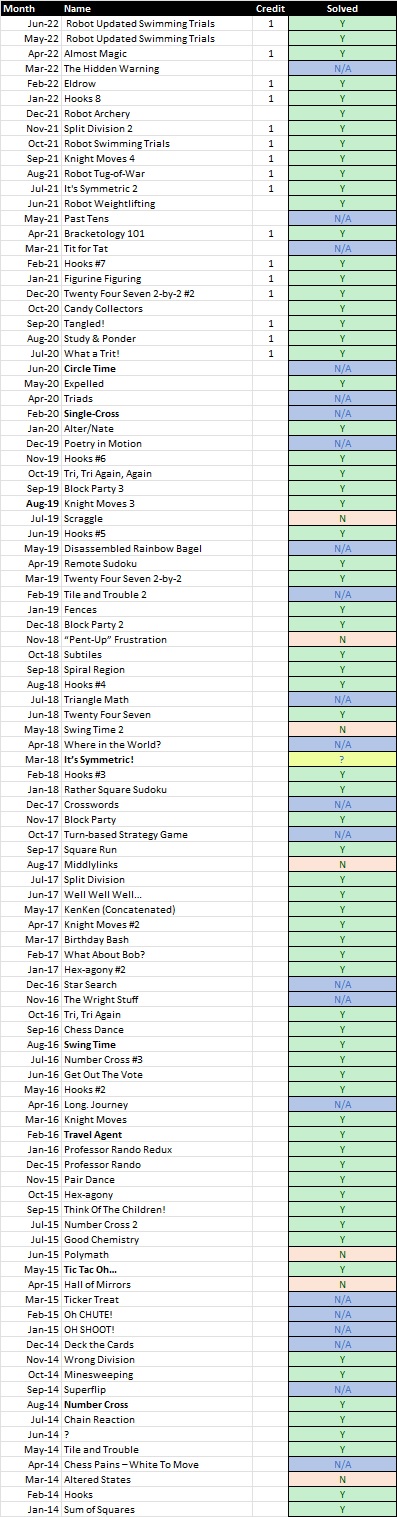 Month Name Credit Solved
Jun-22 Robot Updated Swimming Trials 1 Y
May-22 Robot Updated Swimming Trials Y
Apr-22 Almost Magic 1 Y
Mar-22 The Hidden Warning N/A
Feb-22 Eldrow 1 Y
Jan-22 Hooks 8 1 Y
Dec-21 Robot Archery Y
Nov-21 Split Division 2 1 Y
Oct-21 Robot Swimming Trials 1 Y
Sep-21 Knight Moves 4 1 Y
Aug-21 Robot Tug-of-War 1 Y
Jul-21 It's Symmetric 2 1 Y
Jun-21 Robot Weightlifting Y
May-21 Past Tens N/A
Apr-21 Bracketology 101 1 Y
Mar-21 Tit for Tat N/A
Feb-21 Hooks #7 1 Y
Jan-21 Figurine Figuring 1 Y
Dec-20 Twenty Four Seven 2-by-2 #2 1 Y
Oct-20 Candy Collectors Y
Sep-20 Tangled! 1 Y
Aug-20 Study & Ponder 1 Y
Jul-20 What a Trit! 1 Y
Jun-20 Circle Time N/A
May-20 Expelled Y
Apr-20 Triads N/A
Feb-20 Single-Cross N/A
Jan-20 Alter/Nate Y
Dec-19 Poetry in Motion N/A
Nov-19 Hooks #6 Y
Oct-19 Tri, Tri Again, Again Y
Sep-19 Block Party 3 Y
Aug-19 Knight Moves 3 Y
Jul-19 Scraggle N
Jun-19 Hooks #5 Y
May-19 Disassembled Rainbow Bagel N/A
Apr-19 Remote Sudoku Y
Mar-19 Twenty Four Seven 2-by-2 Y
Feb-19 Tile and Trouble 2 N/A
Jan-19 Fences Y
Dec-18 Block Party 2 Y
Nov-18 “Pent-Up” Frustration N
Oct-18 Subtiles Y
Sep-18 Spiral Region Y
Aug-18 Hooks #4 Y
Jul-18 Triangle Math N/A
Jun-18 Twenty Four Seven Y
May-18 Swing Time 2 N
Apr-18 Where in the World? N/A
Mar-18 It’s Symmetric! ?
Feb-18 Hooks #3 Y
Jan-18 Rather Square Sudoku Y
Dec-17 Crosswords N/A
Nov-17 Block Party Y
Oct-17 Turn-based Strategy Game N/A
Sep-17 Square Run Y
Aug-17 Middlylinks N
Jul-17 Split Division Y
Jun-17 Well Well Well… Y
May-17 KenKen (Concatenated) Y
Apr-17 Knight Moves #2 Y
Mar-17 Birthday Bash Y
Feb-17 What About Bob? Y
Jan-17 Hex-agony #2 Y
Dec-16 Star Search N/A
Nov-16 The Wright Stuff N/A
Oct-16 Tri, Tri Again Y
Sep-16 Chess Dance Y
Aug-16 Swing Time Y
Jul-16 Number Cross #3 Y
Jun-16 Get Out The Vote Y
May-16 Hooks #2 Y
Apr-16 Long. Journey N/A
Mar-16 Knight Moves Y
Feb-16 Travel Agent Y
Jan-16 Professor Rando Redux Y
Dec-15 Professor Rando Y
Nov-15 Pair Dance Y
Oct-15 Hex-agony Y
Sep-15 Think Of The Children! Y
Jul-15 Number Cross 2 Y
Jul-15 Good Chemistry Y
Jun-15 Polymath N
May-15 Tic Tac Oh… Y
Apr-15 Hall of Mirrors N
Mar-15 Ticker Treat N/A
Feb-15 Oh CHUTE! N/A
Jan-15 OH SHOOT! N/A
Dec-14 Deck the Cards N/A
Nov-14 Wrong Division Y
Oct-14 Minesweeping Y
Sep-14 Superflip N/A
Aug-14 Number Cross Y
Jul-14 Chain Reaction Y
Jun-14 ? Y
May-14 Tile and Trouble Y
Apr-14 Chess Pains – White To Move N/A
Mar-14 Altered States N
Feb-14 Hooks Y
Jan-14 Sum of Squares Y